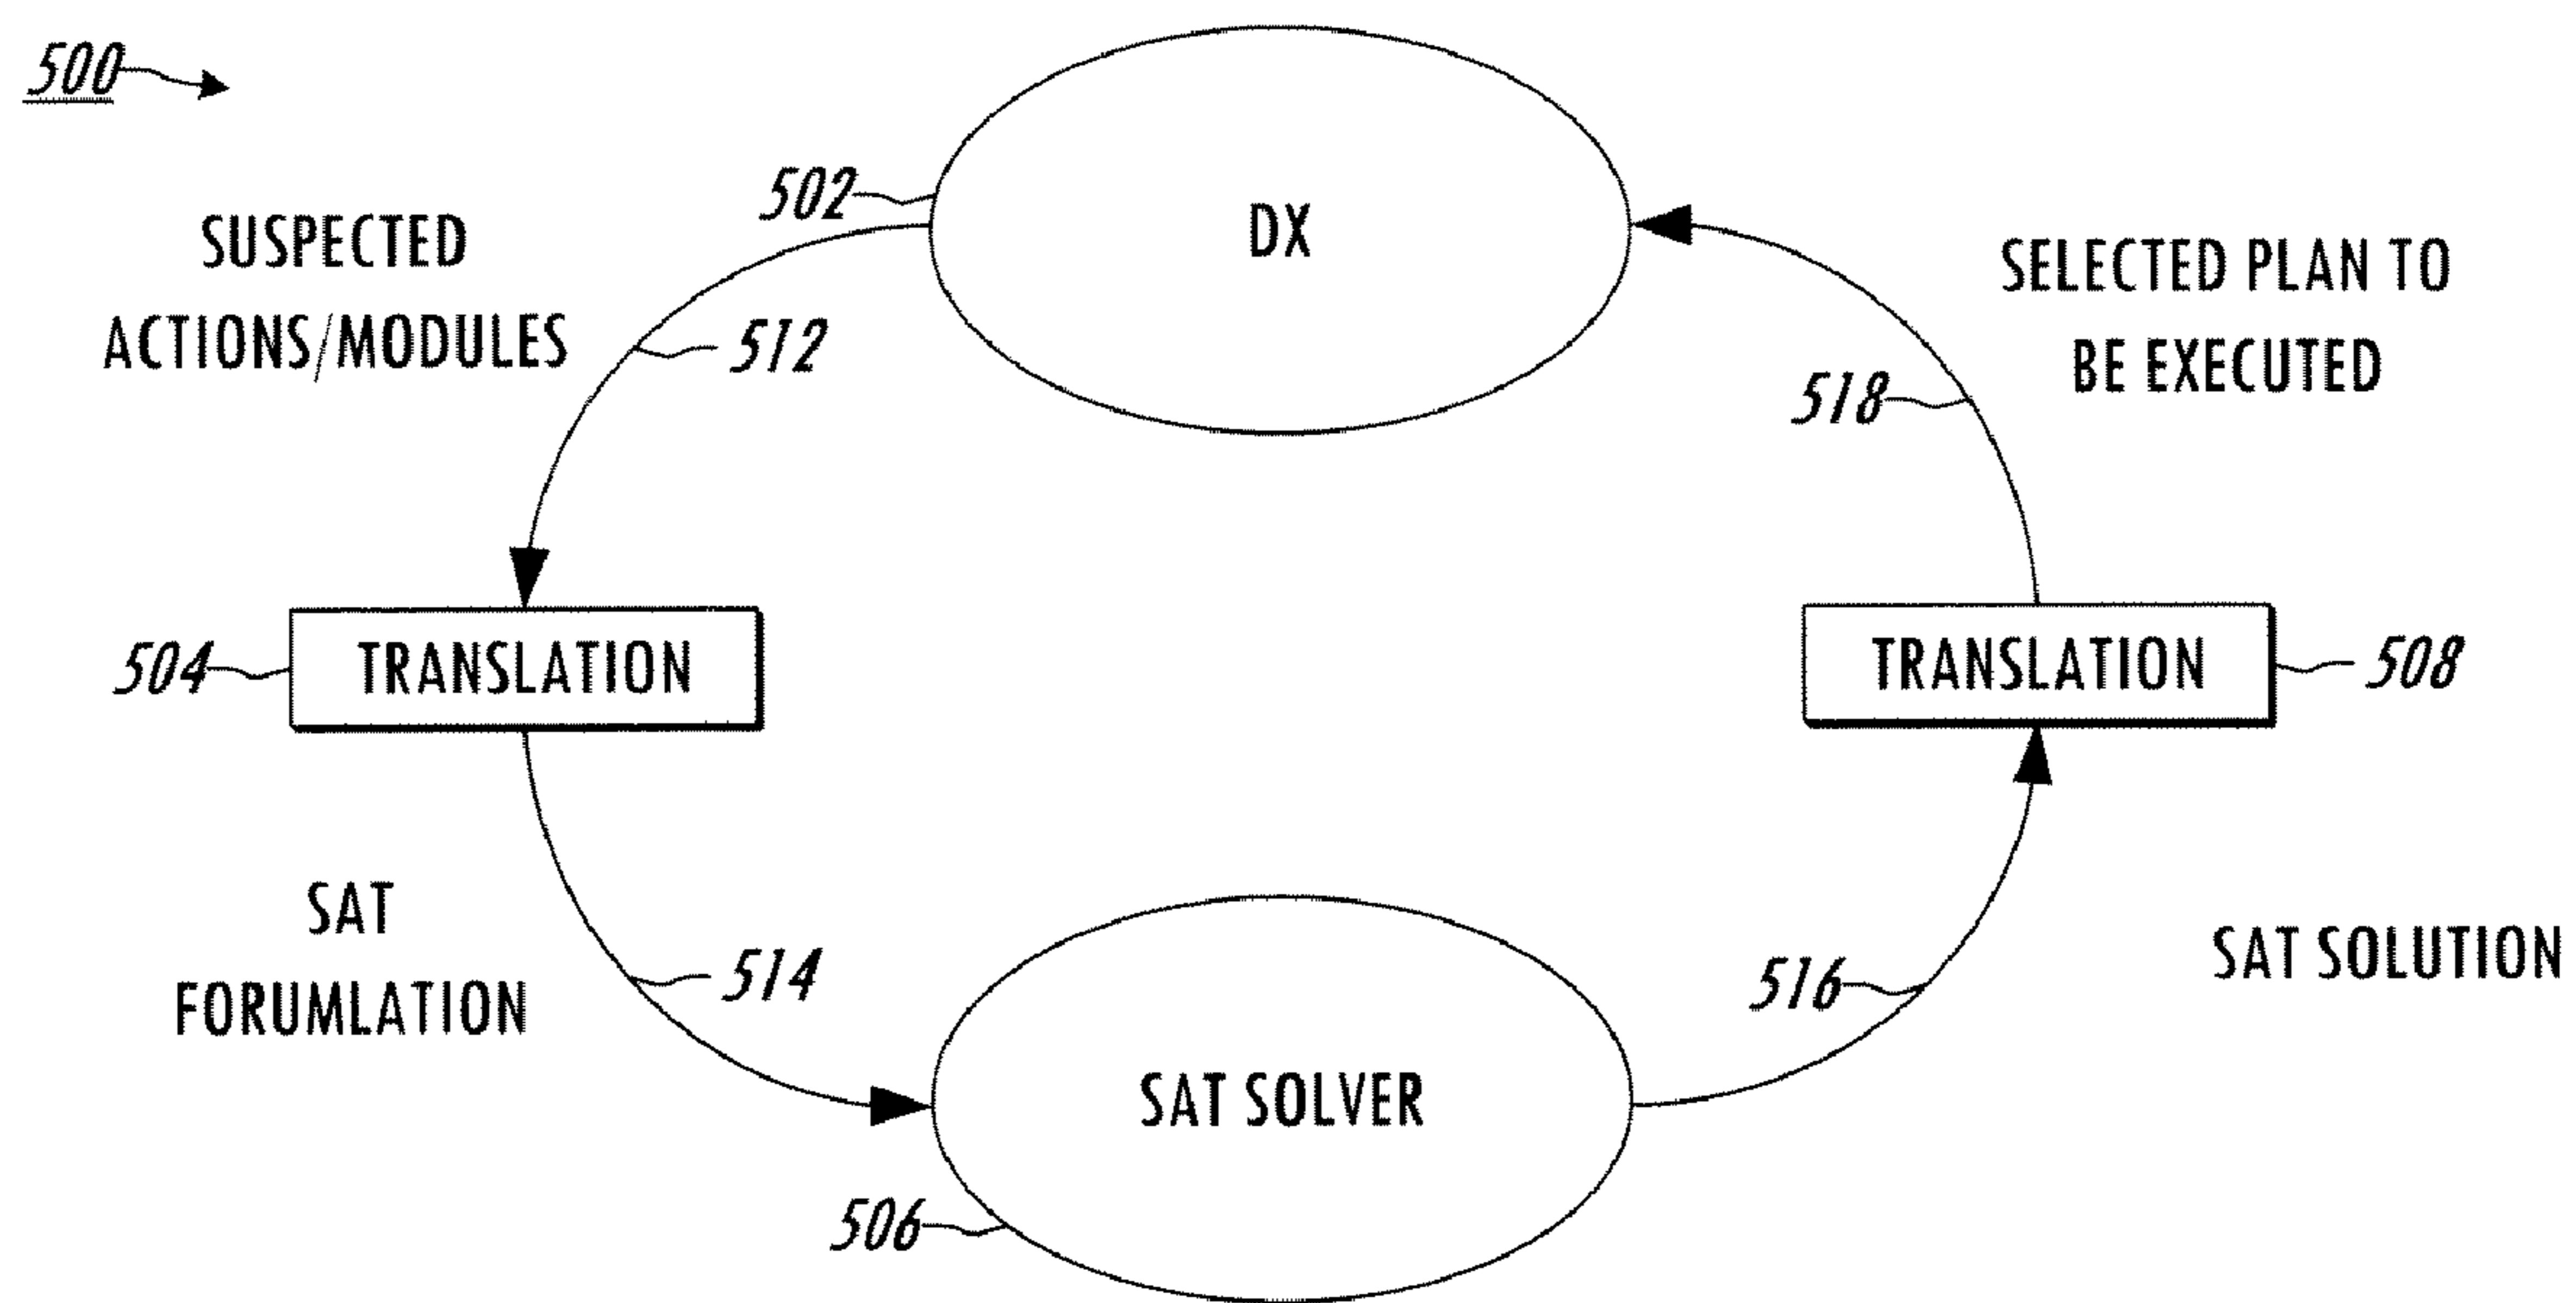 500
502
DX
SUSPECTED
ACTIONS/MODULES
512
SELECTED PLAN TO
BE EXECUTED
518
504
TRANSLATION
TRANSLATION
508
SAT
FORUMLATION
514
516
SAT SOLUTION
SAT SOLVER
506